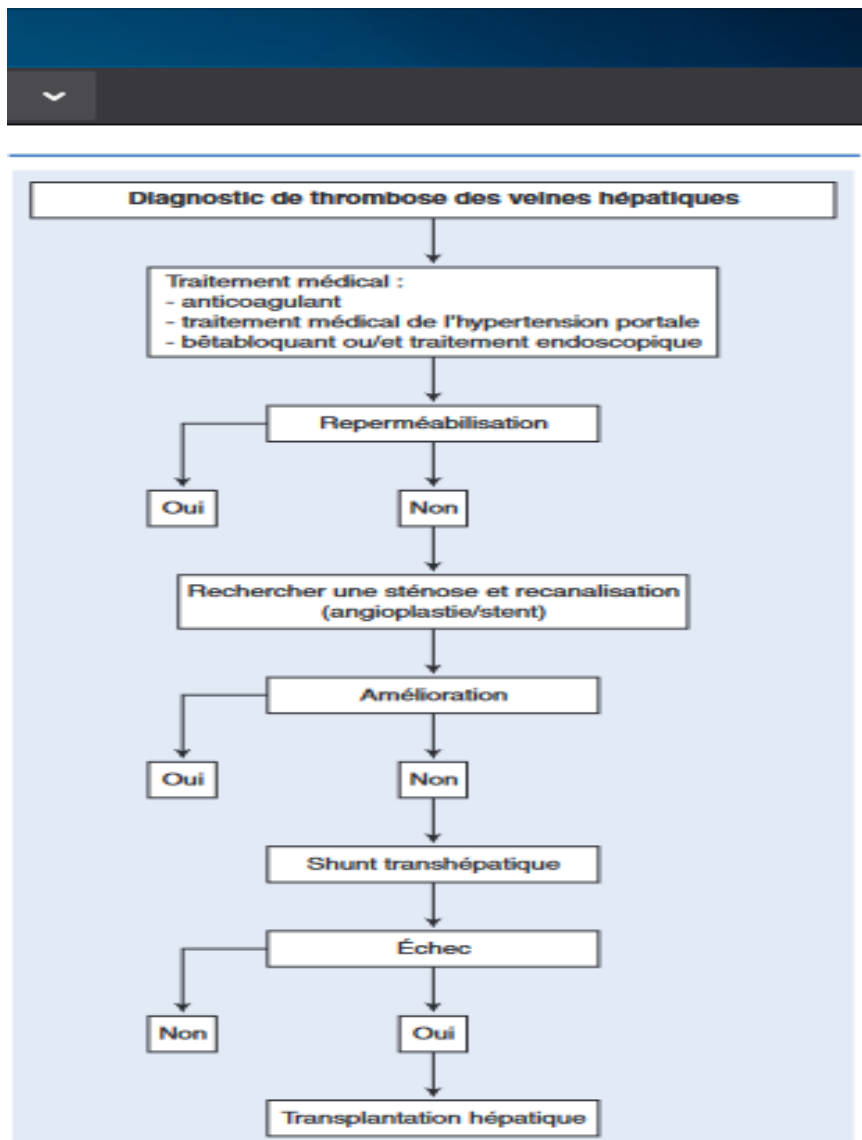 Diagnostic de thrombose des veines hépatiques
Traitement médical :
- anticoagulant
- traitement médical de l'hypertension portale
- bêtabloquant ou/et traitement endoscopique
Reperméabilisation
Oui
Non
Rechercher une sténose et recanalisation
(angioplastie/stent)
Amélioration
Oui
Non
Shunt transhépatique
Échec
Non
Oui
Transplantation hépatique